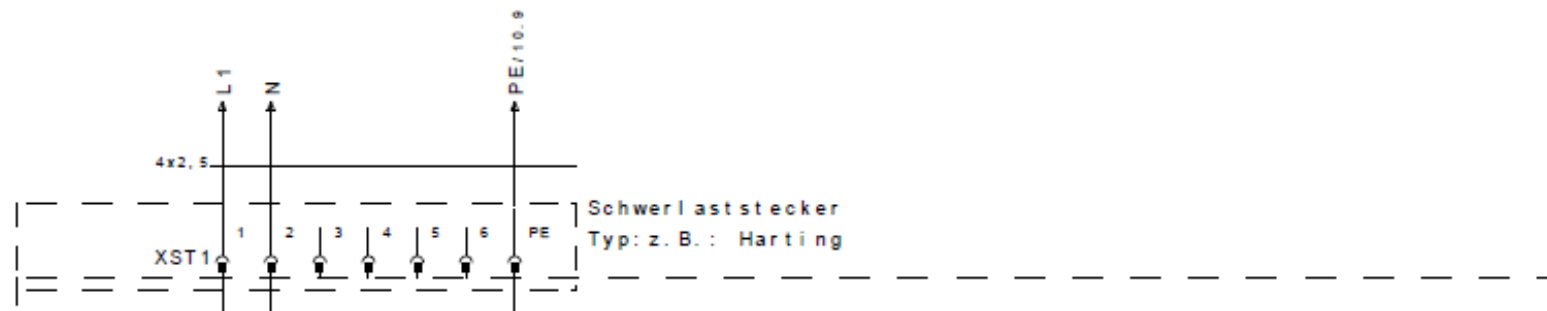 L1
N
PE/10.9
4x2,5
Schwerlaststecker
1 2 3 4 5 6 PE
Typ:z.B.: Harting
XST1